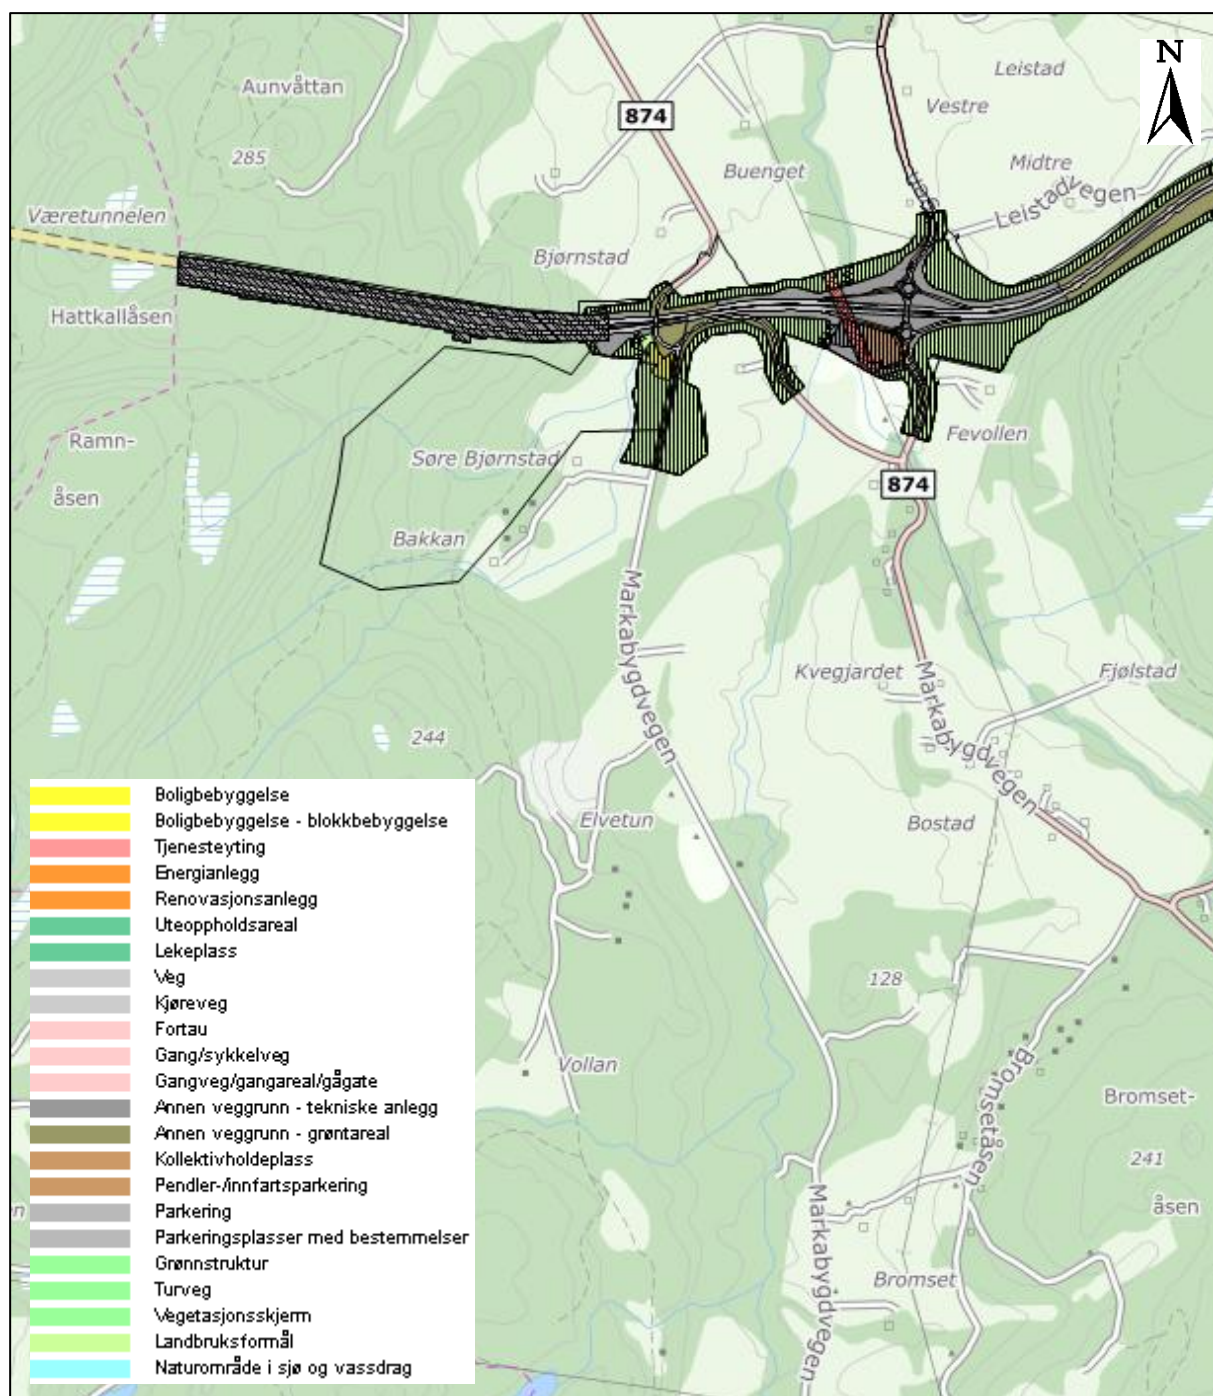 N
Aunvåttan
874
Leistad
Vestre
285
Buenget
Midtre
Leistadvegen
Væretunnelen
Bjørnstad
Hattkallåsen
Ramn-
åsen
Søre Bjørnstad
Fevollen
874
Bakkan
Markabygdvegen
Kvegjardet
Fjølstad
Markabygdvegen
244
Elvetun
Bostad
128
Vollan
Bromsetåsen
Bromset-
åsen
241
Markabygdvegen
Bromset
Boligbebyggelse
Boligbebyggelse - blokkbebyggelse
Tjenesteyting
Energianlegg
Renovasjonsanlegg
Uteoppholdsareal
Lekeplass
Veg
Kjøreveg
Fortau
Gang/sykkelveg
Gangveg/gangareal/gågate
Annen veggrunn - tekniske anlegg
Annen veggrunn - grøntareal
Kollektivholdeplass
Pendler-/innfartsparkering
Parkering
Parkeringsplasser med bestemmelser
Grønnstruktur
Turveg
Vegetasjonsskjerm
Landbruksformål
Naturområde i sjø og vassdrag